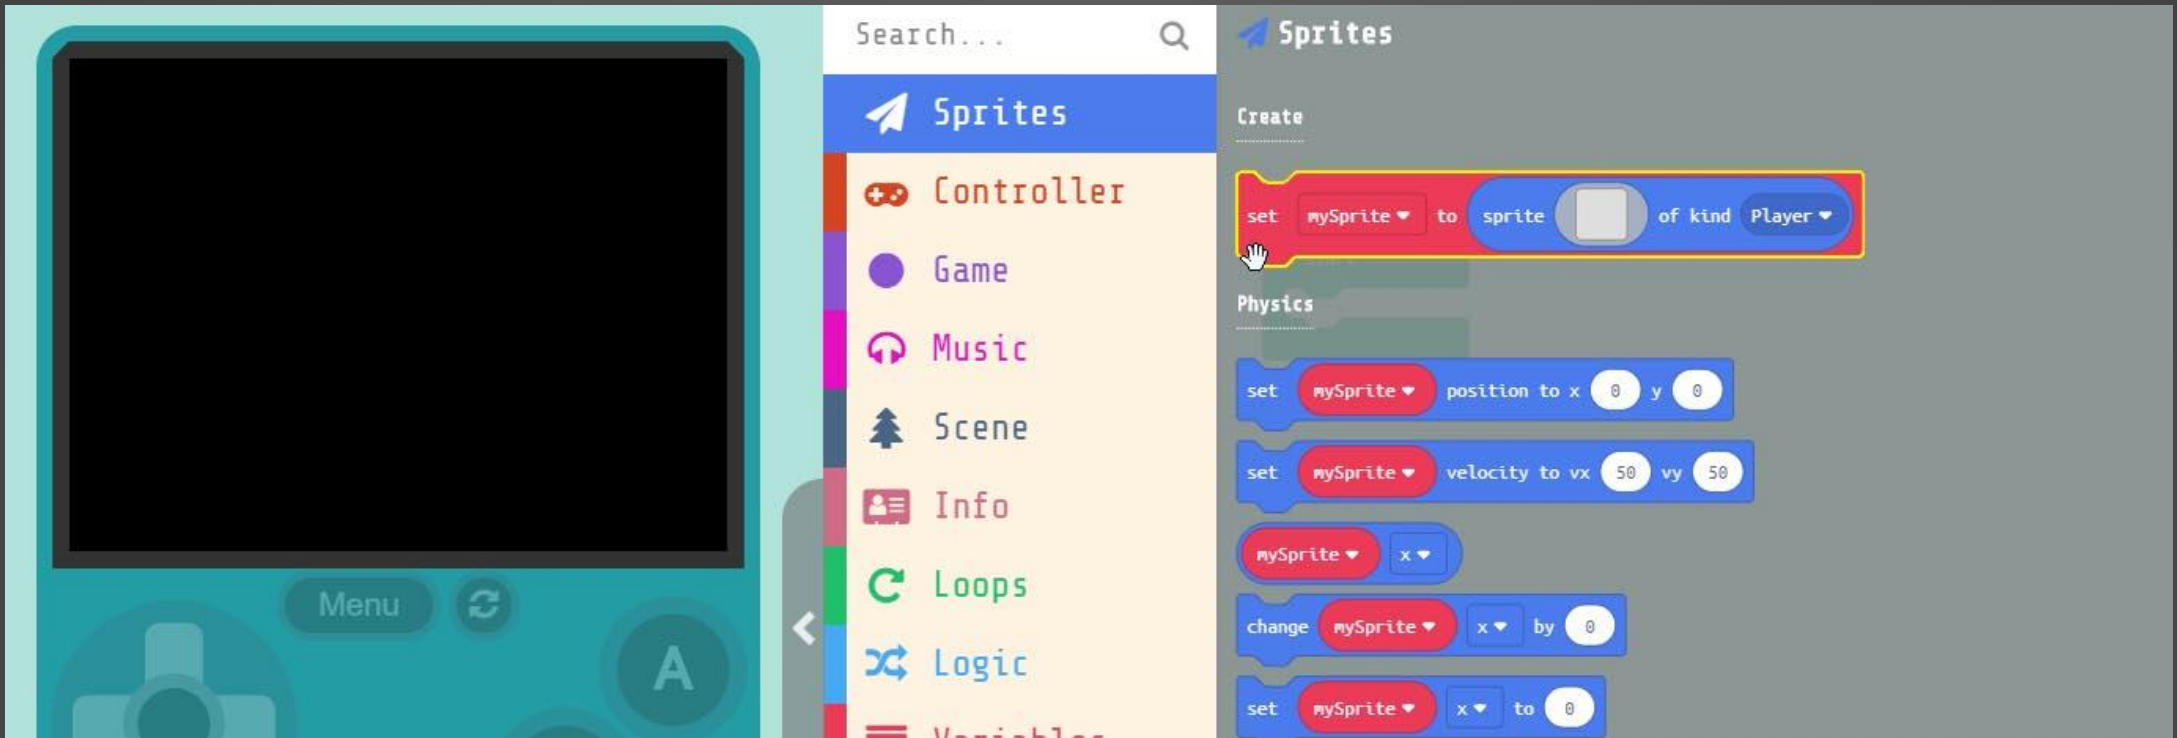 Menu
A
Search...
Sprites
Controller
Game
Music
Scene
Info
Loops
Logic
Variables
Sprites
Create
set mySprite to sprite of kind Player
Physics
set mySprite position to x 0 y 0
set mySprite velocity to vx 50 vy 50
mySprite x
change mySprite x by 0
set mySprite x to 0